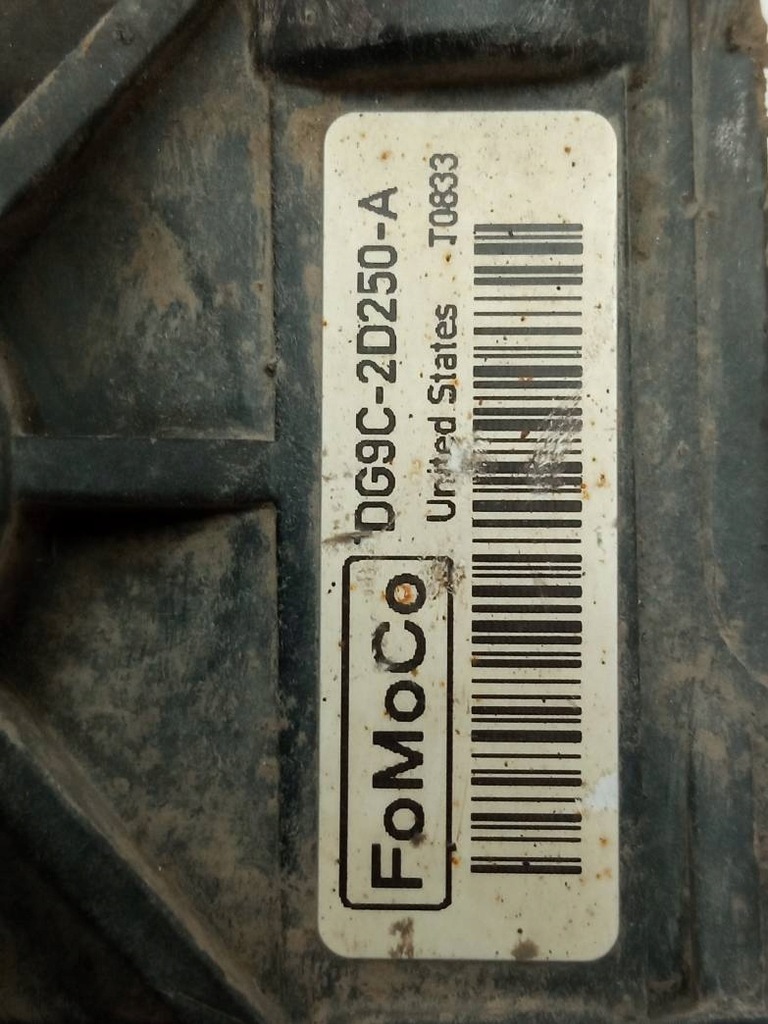 FoMoCo
DG9C-2D250-A
United States T0833